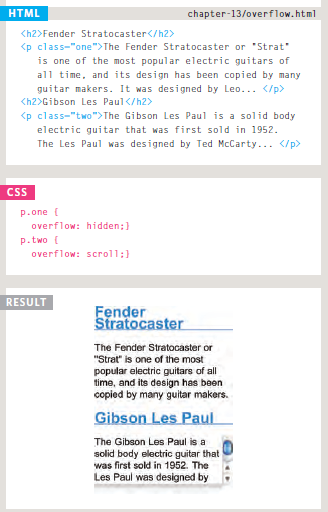 HTML
chapter-13/overflow.html
<h2>Fender Stratocaster</h2>
<p class="one">The Fender Stratocaster or "Strat"
is one of the most popular electric guitars of
all time, and its design has been copied by many
guitar makers. It was designed by Leo... </p>
<h2>Gibson Les Paul</h2>
<p class="two">The Gibson Les Paul is a solid body
electric guitar that was first sold in 1952.
The Les Paul was designed by Ted McCarty... </p>
CSS
p.one {
overflow: hidden;}
p.two {
overflow: scroll;}
RESULT
Fender
Stratocaster
The Fender Stratocaster or
"Strat" is one of the most
popular electric guitars of all
time, and its design has been
copied by many guitar makers.
Gibson Les Paul
The Gibson Les Paul is a
solid body electric guitar that
was first sold in 1952. The
Les Paul was designed by